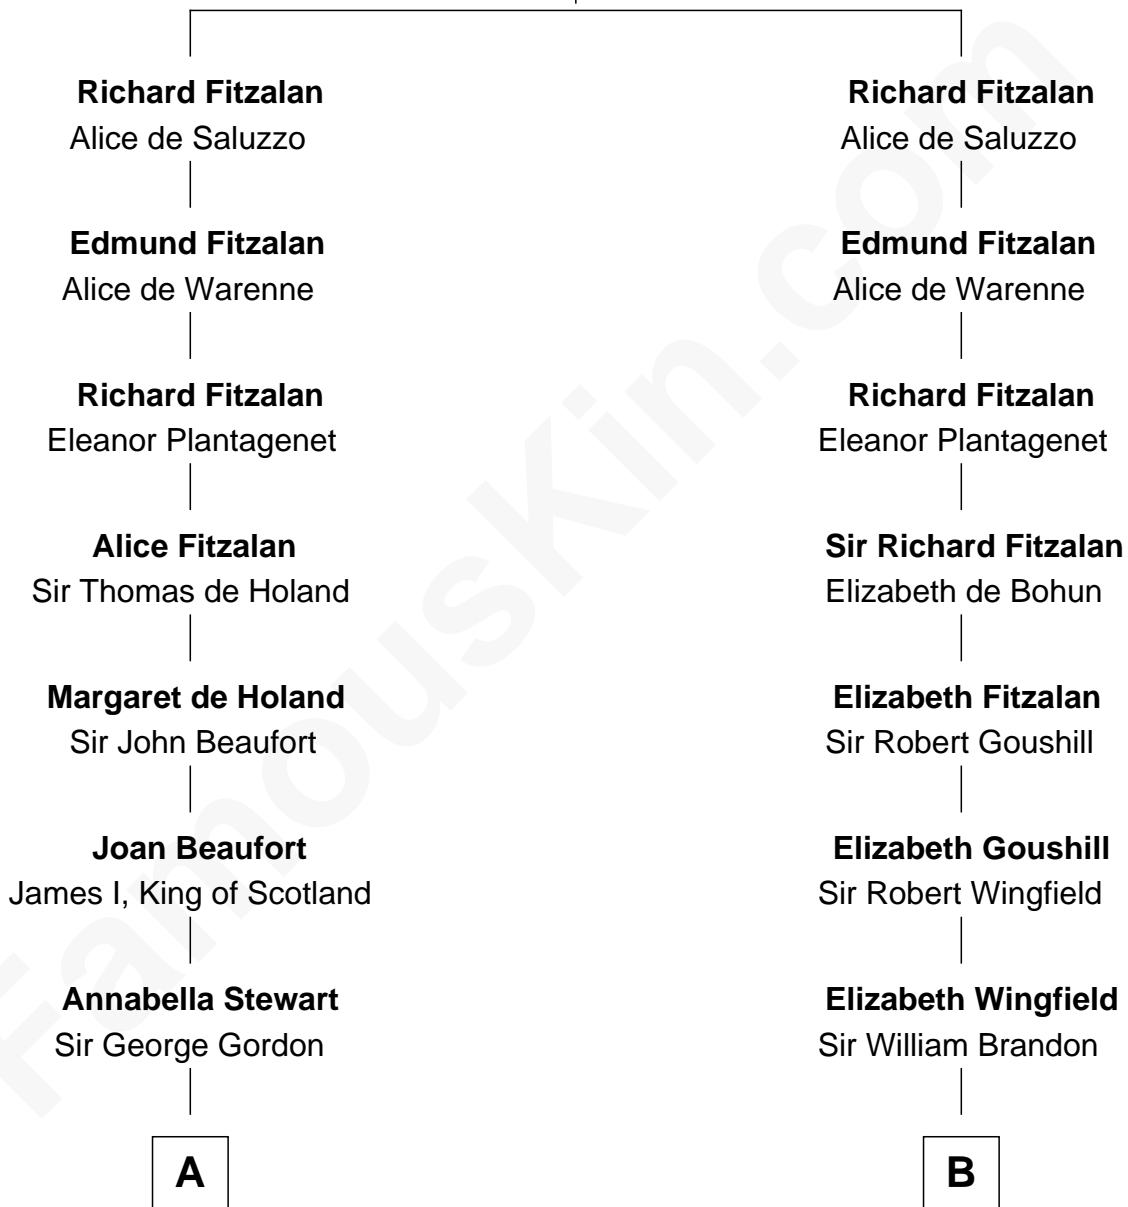 Richard Fitzalan
Alice de Saluzzo
Edmund Fitzalan
Alice de Warenne
Richard Fitzalan
Eleanor Plantagenet
Alice Fitzalan
Sir Thomas de Holand
Margaret de Holand
Sir John Beaufort
Joan Beaufort
James I, King of Scotland
Annabella Stewart
Sir George Gordon
A
Richard Fitzalan
Alice de Saluzzo
Edmund Fitzalan
Alice de Warenne
Richard Fitzalan
Eleanor Plantagenet
Sir Richard Fitzalan
Elizabeth de Bohun
Elizabeth Fitzalan
Sir Robert Goushill
Elizabeth Goushill
Sir Robert Wingfield
Elizabeth Wingfield
Sir William Brandon
B
FamousKin.com